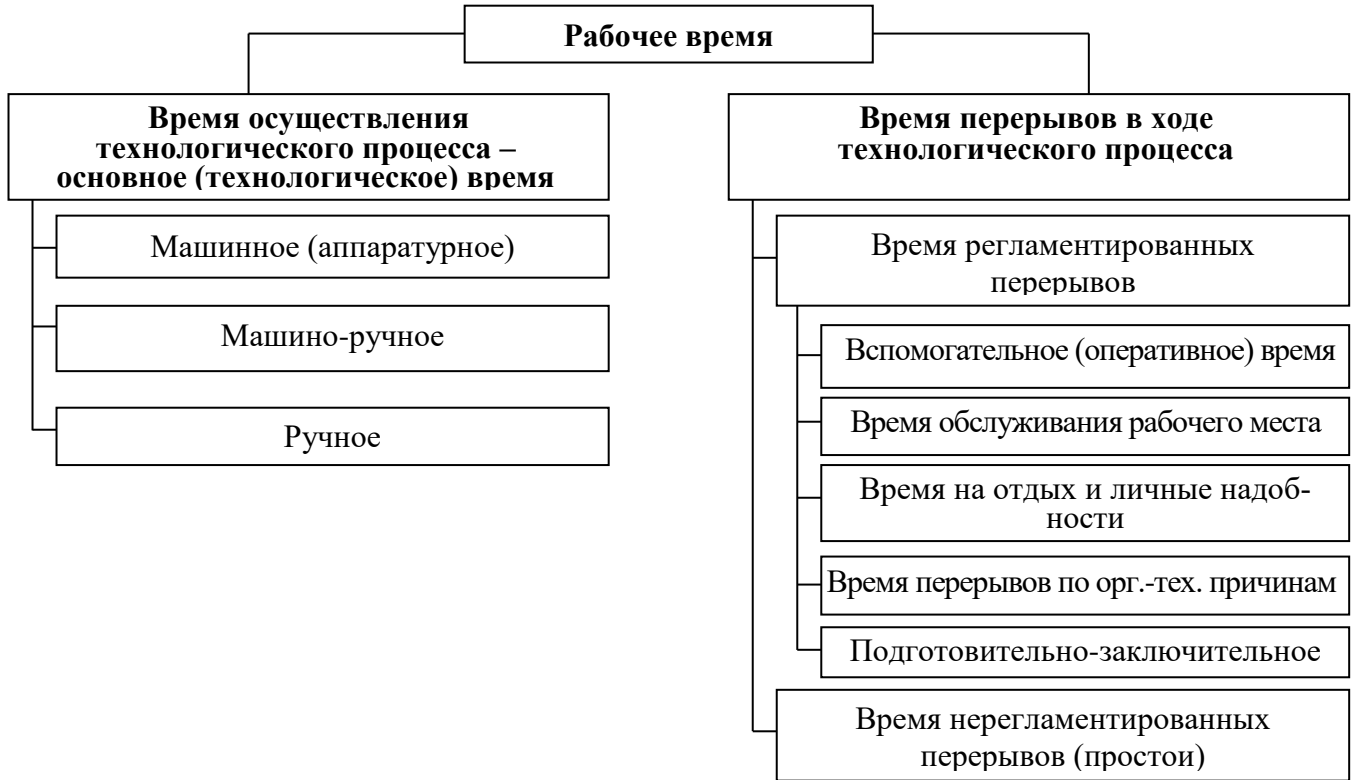 Рабочее время
Время осуществления
технологического процесса –
основное (технологическое) время
Машинное (аппаратурное)
Машино-ручное
Ручное
Время перерывов в ходе
технологического процесса
Время регламентированных
перерывов
Вспомогательное (оперативное) время
Время обслуживания рабочего места
Время на отдых и личные надоб-
ности
Время перерывов по орг.-тех. причинам
Подготовительно-заключительное
Время нерегламентированных
перерывов (простои)